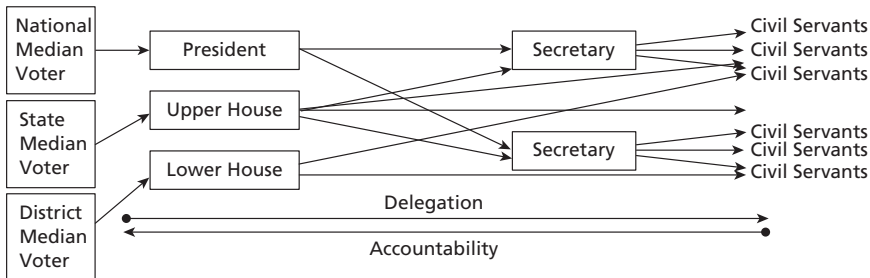 National
Median
Voter
State
Median
Voter
District
Median
Voter
President
Upper House
Lower House
Secretary
Secretary
Civil Servants
Civil Servants
Civil Servants
Civil Servants
Civil Servants
Civil Servants
Delegation
Accountability